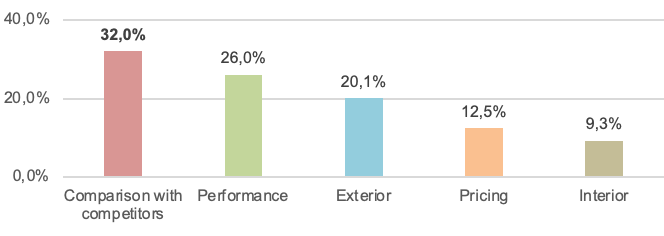 40,0%
32,0%
26,0%
20,1%
20,0%
12,5%
9,3%
0,0%
Comparison with
competitors
Performance
Exterior
Pricing
Interior